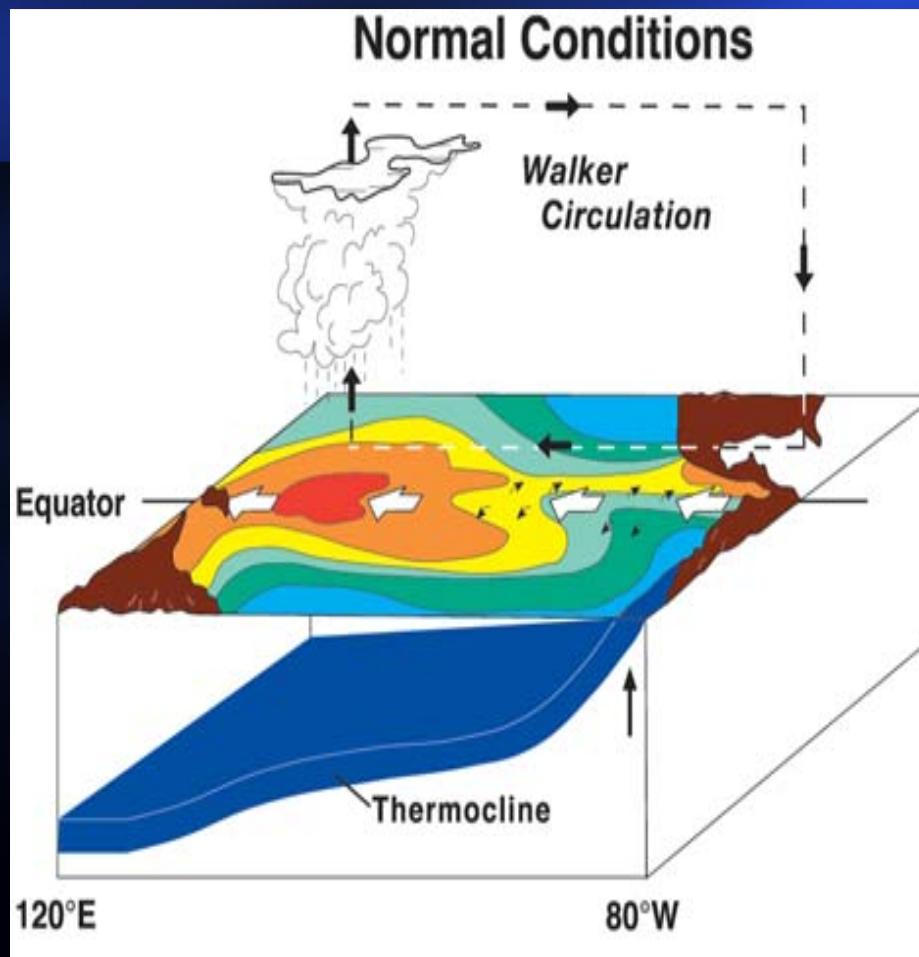 Normal Conditions
Walker
Circulation
Equator
Thermocline
120°E
80°W